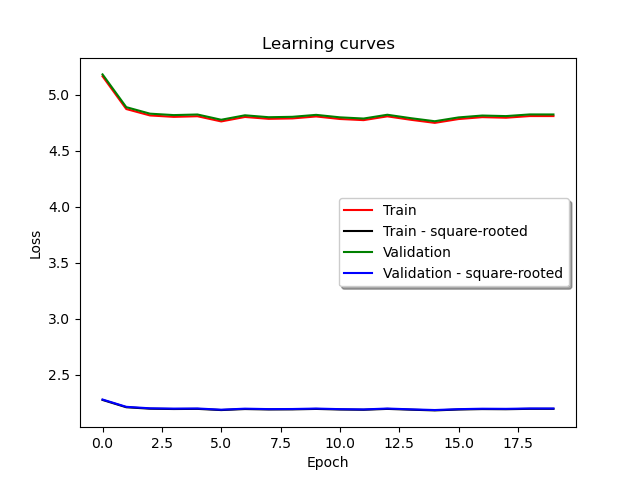 Learning curves
5.0
4.5
4.0
3.5
3.0
2.5
Loss
Train
Train - square-rooted
Validation
Validation - square-rooted
0.0 2.5 5.0 7.5 10.0 12.5 15.0 17.5
Epoch